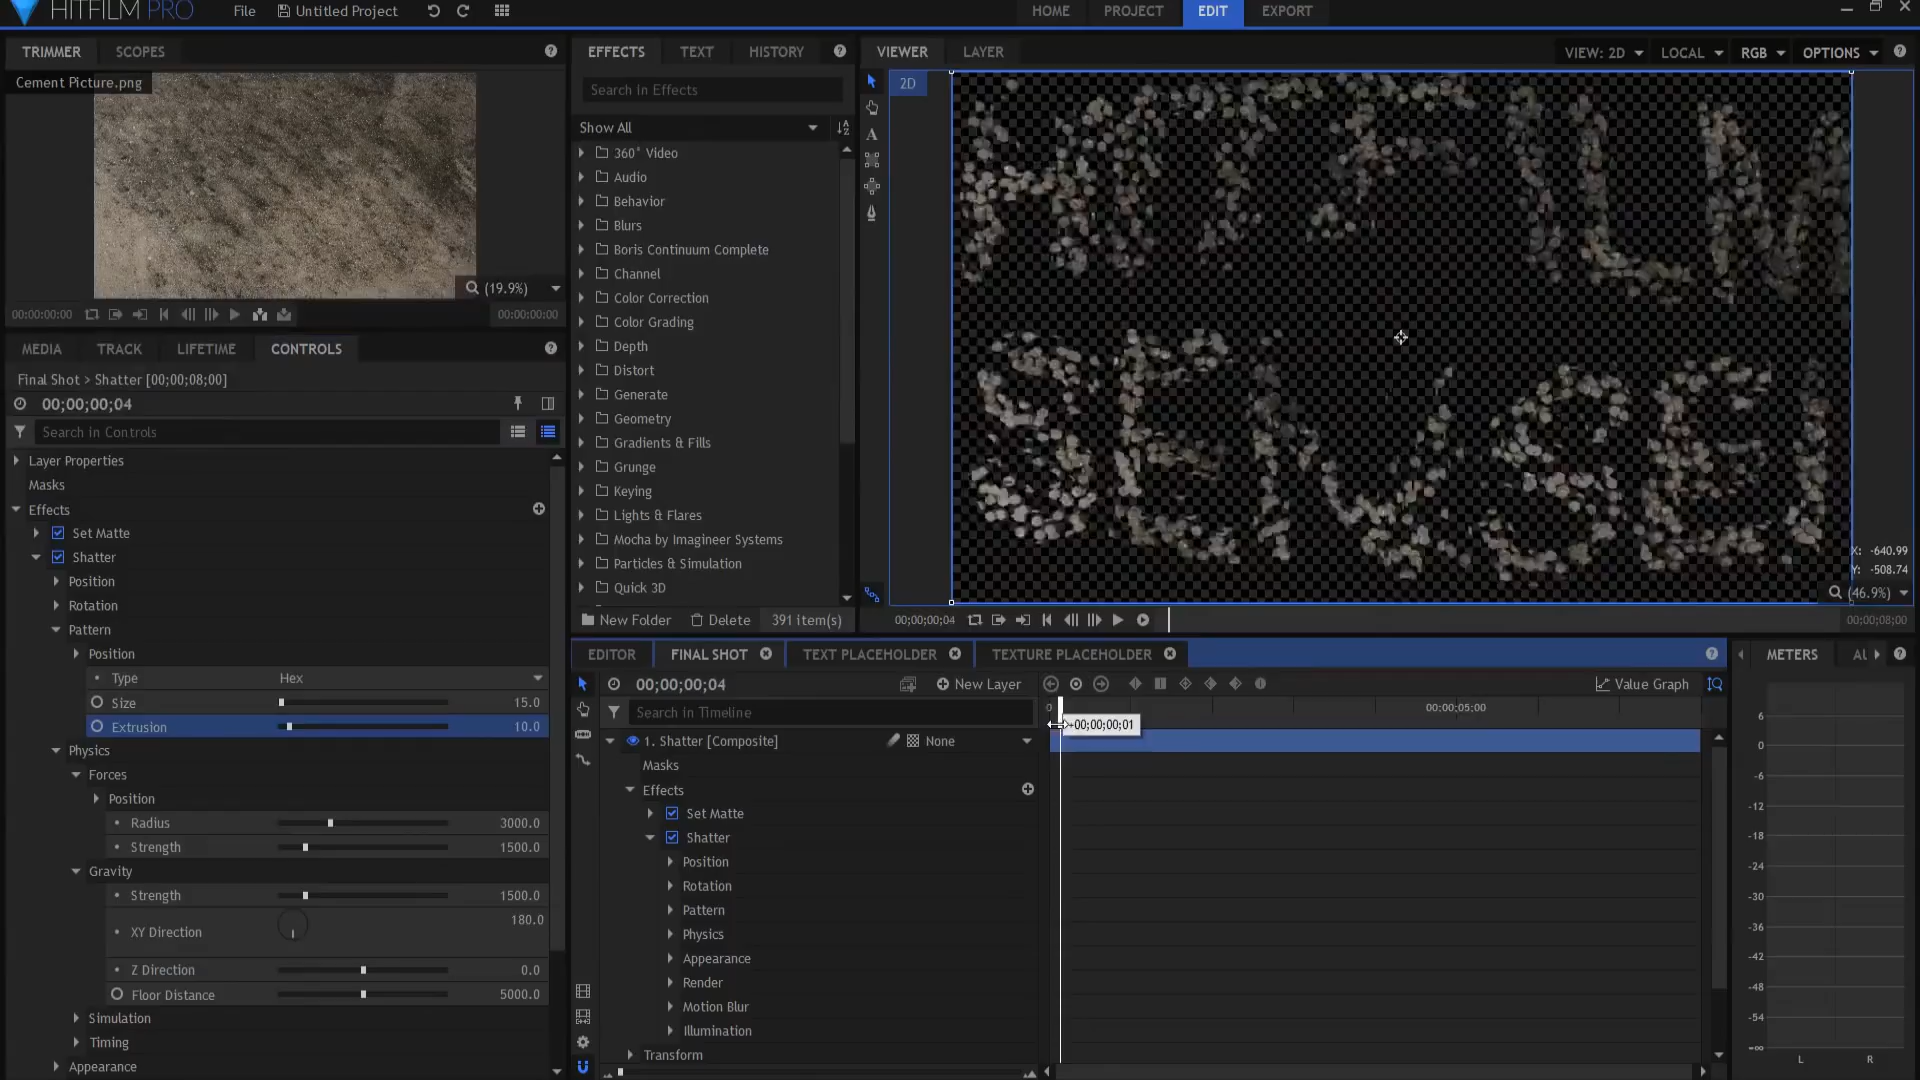 HITFILM PRO
File
Untitled Project
HOME
PROJECT
EDIT
EXPORT
TRIMMER
SCOPES
Cement Picture.png
(19.9%)
00:00:00:00
00:00:00:00
MEDIA
TRACK
LIFETIME
CONTROLS
Final Shot > Shatter [00;00;08;00]
00;00;00;04
Search in Controls
Layer Properties
Masks
Effects
Set Matte
Shatter
Position
Rotation
Pattern
Position
Type Hex
Size 15.0
Extrusion 10.0
Physics
Forces
Position
Radius 3000.0
Strength 1500.0
Gravity
Strength 1500.0
XY Direction 180.0
Z Direction 0.0
Floor Distance 5000.0
Simulation
Timing
Appearance
EFFECTS
TEXT
HISTORY
Search in Effects
Show All
360° Video
Audio
Behavior
Blurs
Boris Continuum Complete
Channel
Color Correction
Color Grading
Depth
Distort
Generate
Geometry
Gradients & Fills
Grunge
Keying
Lights & Flares
Mocha by Imagineer Systems
Particles & Simulation
Quick 3D
New Folder
Delete
391 item(s)
VIEWER
LAYER
VIEW: 2D
LOCAL
RGB
OPTIONS
2D
X: -640.99
Y: -508.74
(46.9%)
00;00;00;04
00;00;08;00
EDITOR
FINAL SHOT
TEXT PLACEHOLDER
TEXTURE PLACEHOLDER
00;00;00;04
New Layer
Value Graph
Search in Timeline
0
00;00;05;00
+00;00;00;01
1. Shatter [Composite]
None
Masks
Effects
Set Matte
Shatter
Position
Rotation
Pattern
Physics
Appearance
Render
Motion Blur
Illumination
Transform
METERS
6
0
-6
-12
-18
-24
-30
-36
-42
-48
-54
-∞
L
R